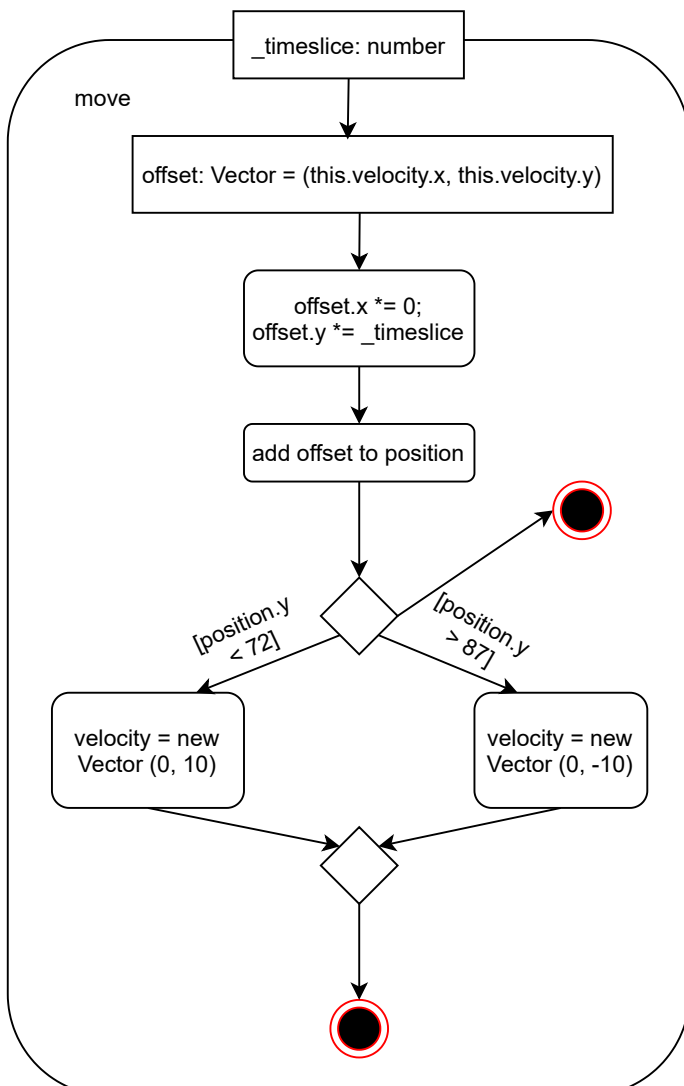 _timeslice: number
move
offset: Vector = (this.velocity.x, this.velocity.y)
offset.x *= 0;
offset.y *= _timeslice
add offset to position
[position.y
< 72]
[position.y
> 87]
velocity = new
Vector (0, 10)
velocity = new
Vector (0, -10)